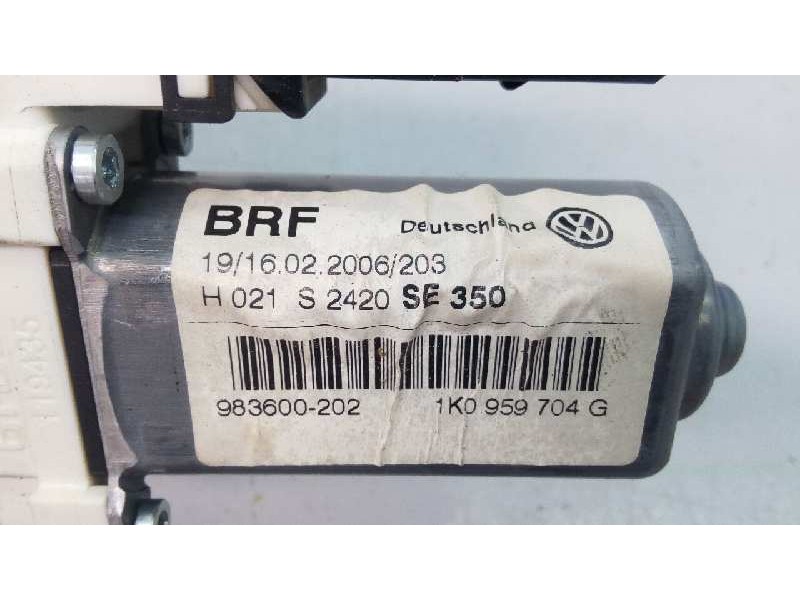 BRF Deutschland
19/16.02.2006/203
H 021 S 2420 SE 350
983600-202 1K0 959 704 G